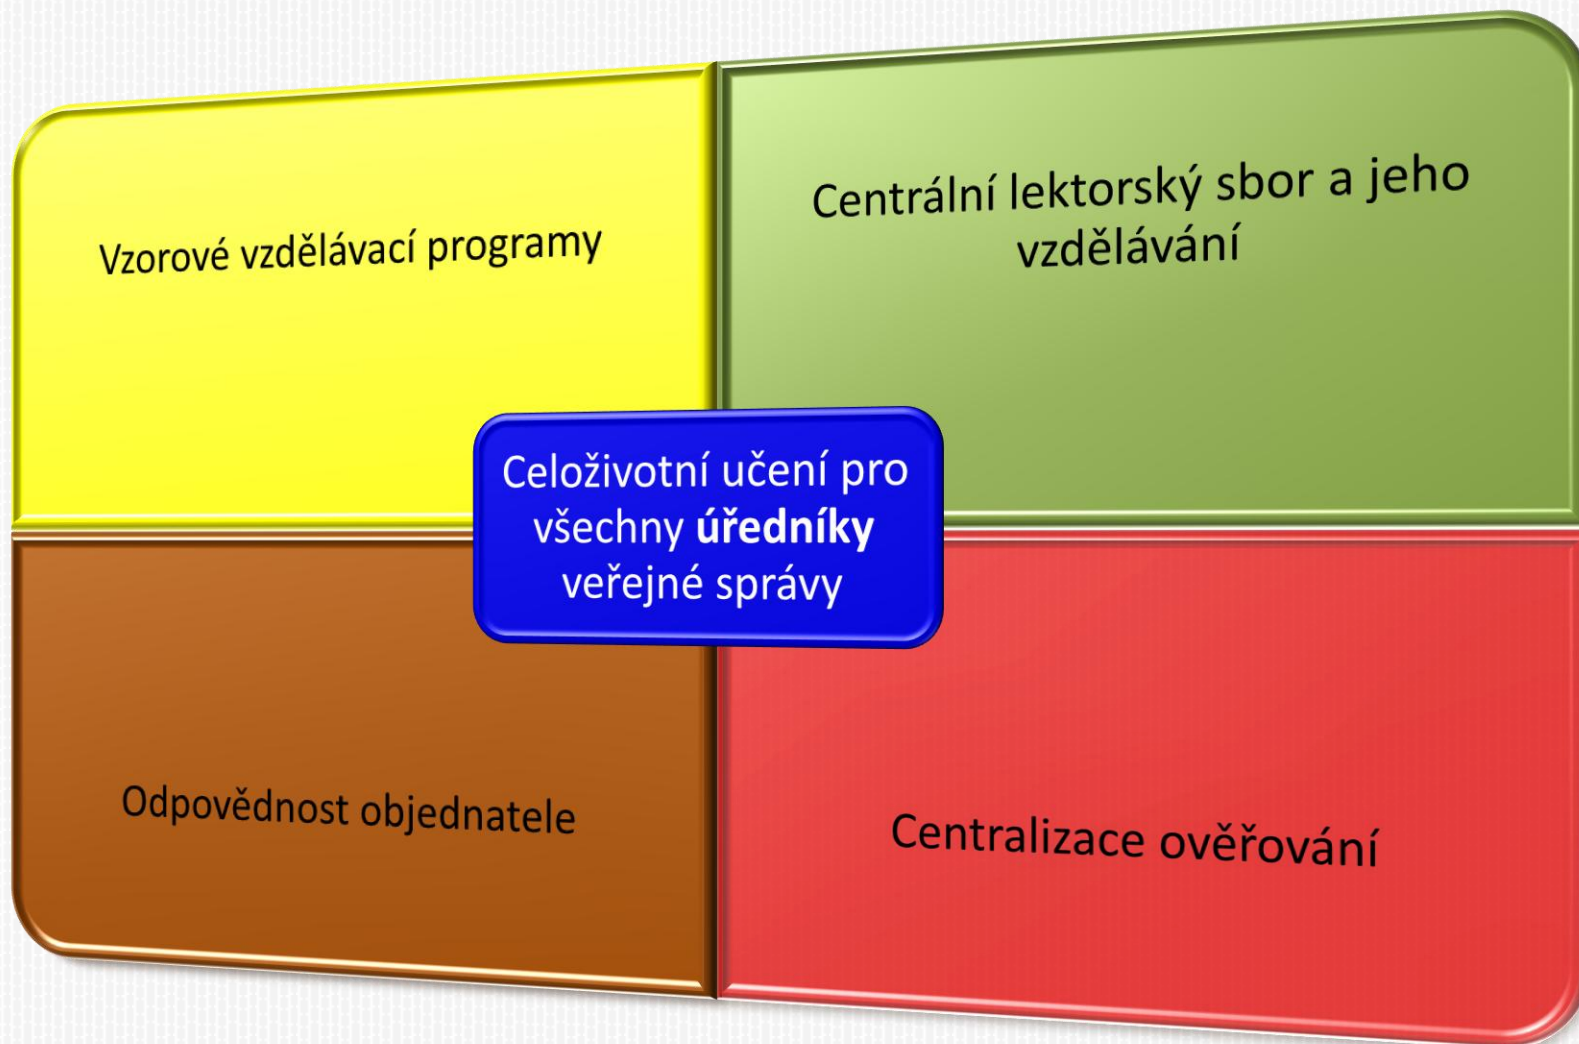 Vzorové vzdělávací programy
Centrální lektorský sbor a jeho
vzdělávání
Celoživotní učení pro
všechny úředníky
veřejné správy
Odpovědnost objednatele
Centralizace ověřování